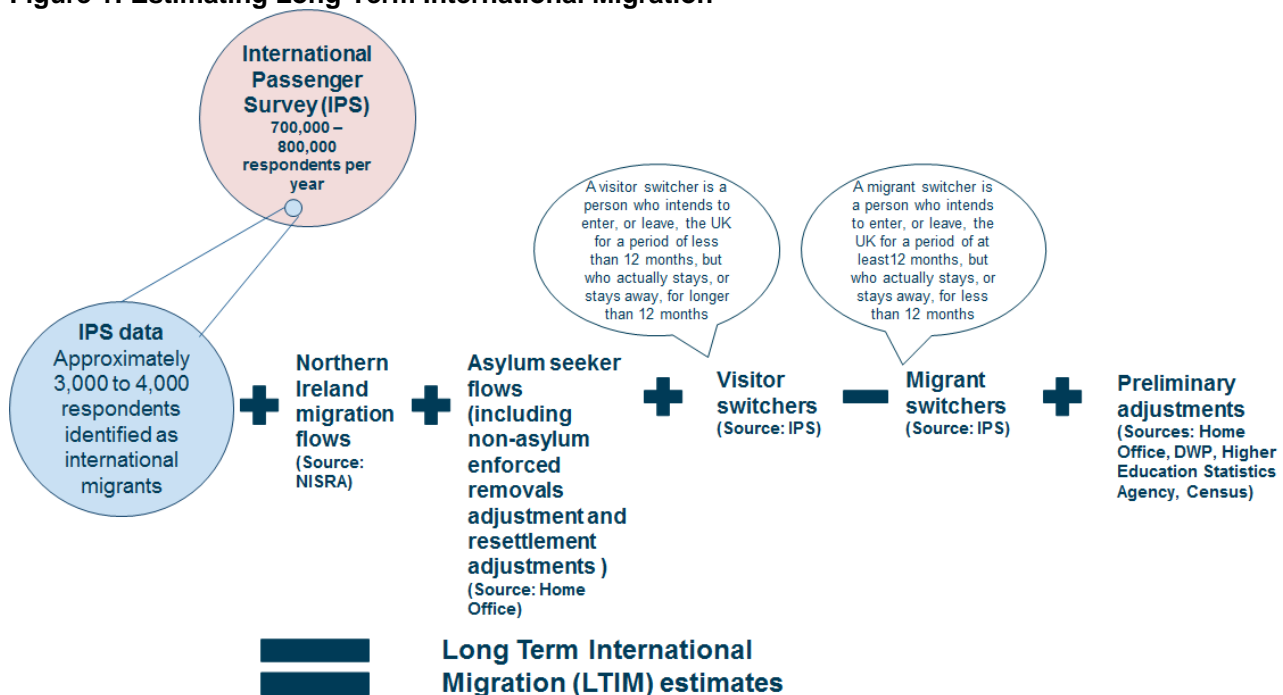 Figure 1: Estimating Long Term International Migration
International
Passenger
Survey (IPS)
700,000 –
800,000
respondents per
year
A visitor switcher is a
person who intends to
enter, or leave, the UK
for a period of less
than 12 months, but
who actually stays, or
stays away, for longer
than 12 months
A migrant switcher is
a person who intends
to enter, or leave, the
UK for a period of at
least12 months, but
who actually stays, or
stays away, for less
than 12 months
IPS data
Approximately
3,000 to 4,000
respondents
identified as
international
migrants
Northern
Ireland
migration
flows
(Source:
NISRA)
Asylum seeker
flows
(including
non-asylum
enforced
removals
adjustment and
resettlement
adjustments )
(Source: Home
Office)
Visitor
switchers
(Source: IPS)
Migrant
switchers
(Source: IPS)
Preliminary
adjustments
(Sources: Home
Office, DWP, Higher
Education Statistics
Agency, Census)
Long Term International
Migration (LTIM) estimates